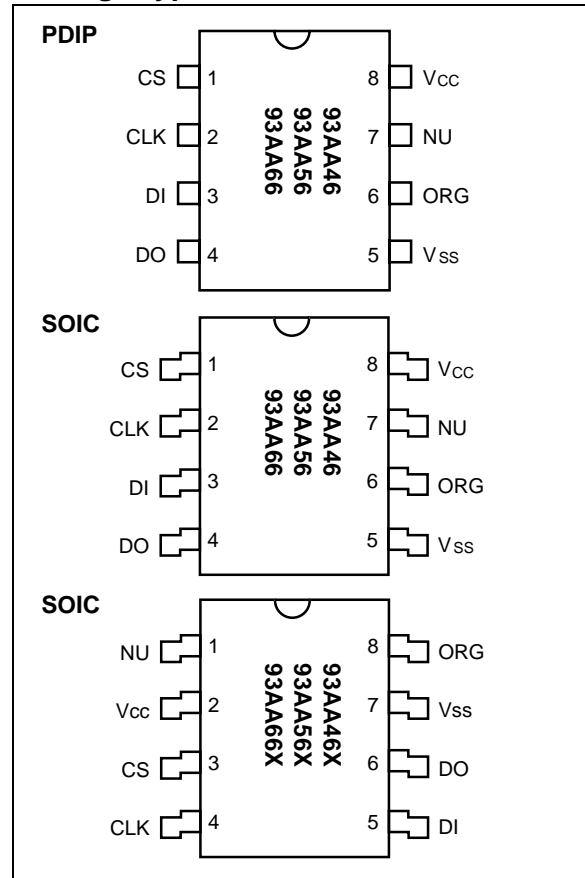 PDIP
CS 1 8 VCC
CLK 2 7 NU
DI 3 6 ORG
DO 4 5 VSS
93AA46
93AA56
93AA66
SOIC
CS 1 8 VCC
CLK 2 7 NU
DI 3 6 ORG
DO 4 5 VSS
93AA46
93AA56
93AA66
SOIC
NU 1 8 ORG
Vcc 2 7 Vss
CS 3 6 DO
CLK 4 5 DI
93AA46X
93AA56X
93AA66X